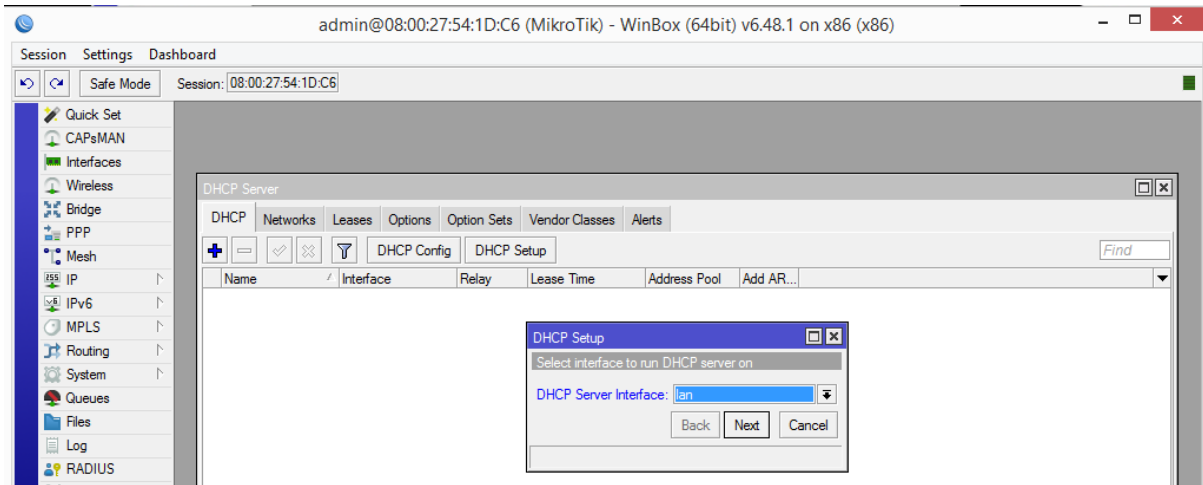 admin@08:00:27:54:1D:C6 (MikroTik) - WinBox (64bit) v6.48.1 on x86 (x86)
Session Settings Dashboard
Safe Mode Session: 08:00:27:54:1D:C6
Quick Set
CAPsMAN
Interfaces
Wireless
Bridge
PPP
Mesh
IP
IPv6
MPLS
Routing
System
Queues
Files
Log
RADIUS
DHCP Server
DHCP Networks Leases Options Option Sets Vendor Classes Alerts
DHCP Config DHCP Setup Find
Name Interface Relay Lease Time Address Pool Add AR...
DHCP Setup
Select interface to run DHCP server on
DHCP Server Interface: lan
Back Next Cancel